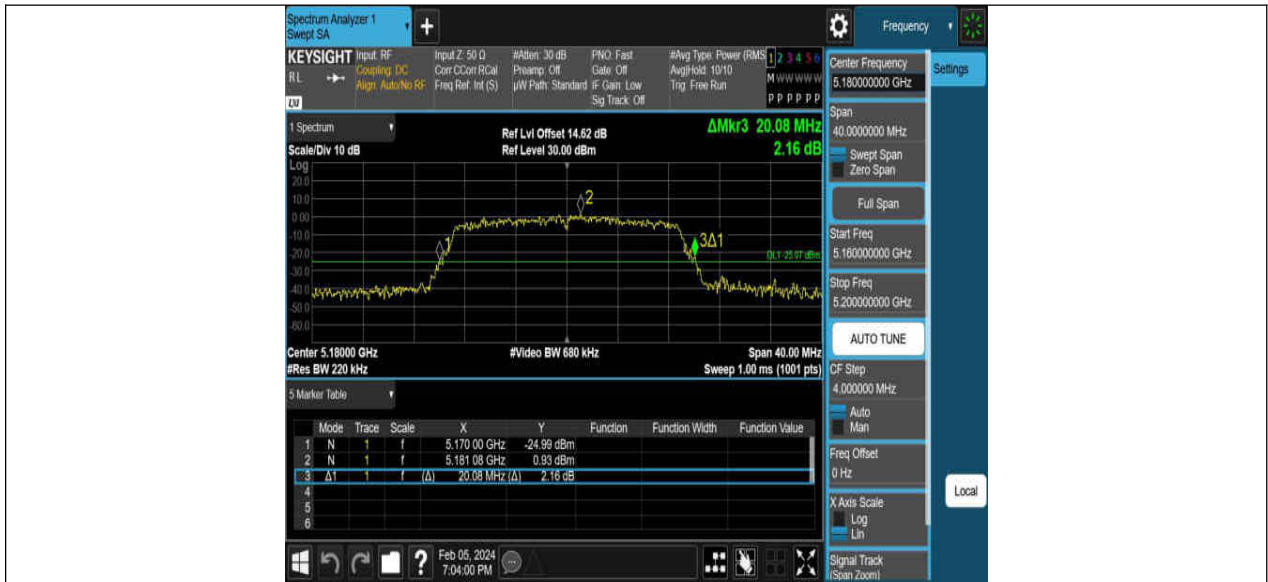 Spectrum Analyzer 1
Swept SA
+
Frequency
KEYSIGHT
RL
Input: RF
Coupling: DC
Align: Auto/No RF
Input Z: 50 Ω
Corr CCorr RCal
Freq Ref: Int (S)
#Atten: 30 dB
Preamp: Off
µW Path: Standard
PNO: Fast
Gate: Off
IF Gain: Low
Sig Track: Off
#Avg Type: Power (RMS
Avg|Hold: 10/10
Trig: Free Run
1 2 3 4 5 6
M W W W W W
P P P P P P
1 Spectrum
Scale/Div 10 dB
Ref Lvl Offset 14.62 dB
Ref Level 30.00 dBm
ΔMkr3 20.08 MHz
2.16 dB
Log
20.0
10.0
0.00
-10.0
-20.0
-30.0
-40.0
-50.0
-60.0
1
2
3Δ1
DL1 -25.07 dBm
Center 5.18000 GHz
#Video BW 680 kHz
Span 40.00 MHz
#Res BW 220 kHz
Sweep 1.00 ms (1001 pts)
5 Marker Table
Mode Trace Scale X Y Function Function Width Function Value
1 N 1 f 5.170 00 GHz -24.99 dBm
2 N 1 f 5.181 08 GHz 0.93 dBm
3 Δ1 1 f (Δ) 20.08 MHz (Δ) 2.16 dB
4
5
6
?
Feb 05, 2024
7:04:00 PM
Center Frequency
5.180000000 GHz
Settings
Span
40.0000000 MHz
Swept Span
Zero Span
Full Span
Start Freq
5.160000000 GHz
Stop Freq
5.200000000 GHz
AUTO TUNE
CF Step
4.000000 MHz
Auto
Man
Freq Offset
0 Hz
X Axis Scale
Log
Lin
Local
Signal Track
(Span Zoom)